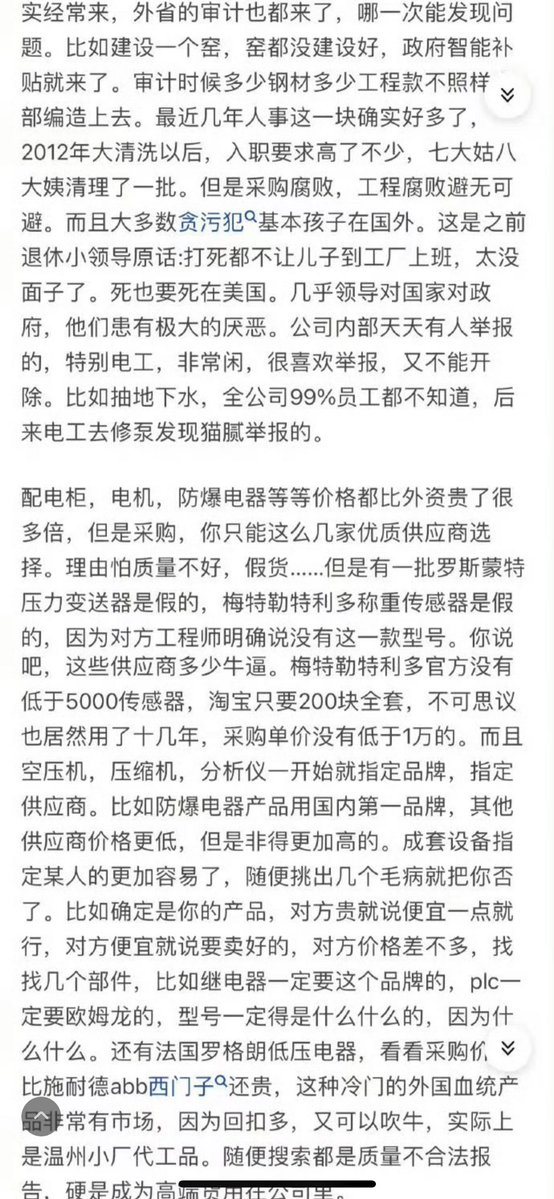 实经常来，外省的审计也都来了，哪一次能发现问
题。比如建设一个窑，窑都没建设好，政府智能补
贴就来了。审计时候多少钢材多少工程款不照样
部编造上去。最近几年人事这一块确实好多了，
2012年大清洗以后，入职要求高了不少，七大姑八
大姨清理了一批。但是采购腐败，工程腐败避无可
避。而且大多数贪污犯基本孩子在国外。这是之前
退休小领导原话:打死都不让儿子到工厂上班，太没
面子了。死也要死在美国。几乎领导对国家对政
府，他们患有极大的厌恶。公司内部天天有人举报
的，特别电工，非常闲，很喜欢举报，又不能开
除。比如抽地下水，全公司99%员工都不知道，后
来电工去修泵发现猫腻举报的。
配电柜，电机，防爆电器等等价格都比外资贵了很
多倍，但是采购，你只能这么几家优质供应商选
择。理由怕质量不好，假货......但是有一批罗斯蒙特
压力变送器是假的，梅特勒特利多称重传感器是假
的，因为对方工程师明确说没有这一款型号。你说
吧，这些供应商多少牛逼。梅特勒特利多官方没有
低于5000传感器，淘宝只要200块全套，不可思议
也居然用了十几年，采购单价没有低于1万的。而且
空压机，压缩机，分析仪一开始就指定品牌，指定
供应商。比如防爆电器产品用国内第一品牌，其他
供应商价格更低，但是非得更加高的。成套设备指
定某人的更加容易了，随便挑出几个毛病就把你否
了。比如确定是你的产品，对方贵就说便宜一点就
行，对方便宜就说要卖好的，对方价格差不多，找
找几个部件，比如继电器一定要这个品牌的，plc一
定要欧姆龙的，型号一定得是什么什么的，因为什
么什么。还有法国罗格朗低压电器，看看采购价
比施耐德abb西门子还贵，这种冷门的外国血统产
品非常有市场，因为回扣多，又可以吹牛，实际上
是温州小厂代工品。随便搜索都是质量不合法报
告，硬是成为高端货用在公司里。